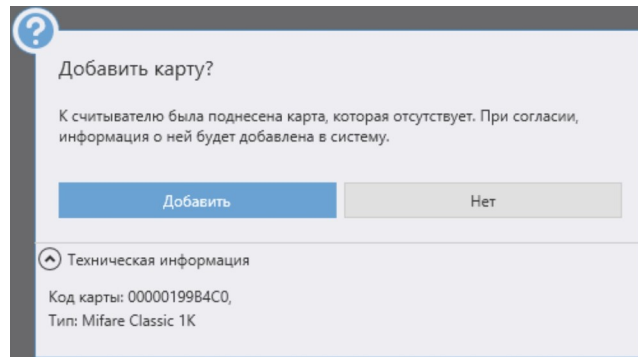 ?
Добавить карту?
К считывателю была поднесена карта, которая отсутствует. При согласии,
информация о ней будет добавлена в систему.
Добавить
Нет
Техническая информация
Код карты: 00000199B4C0,
Тип: Mifare Classic 1K